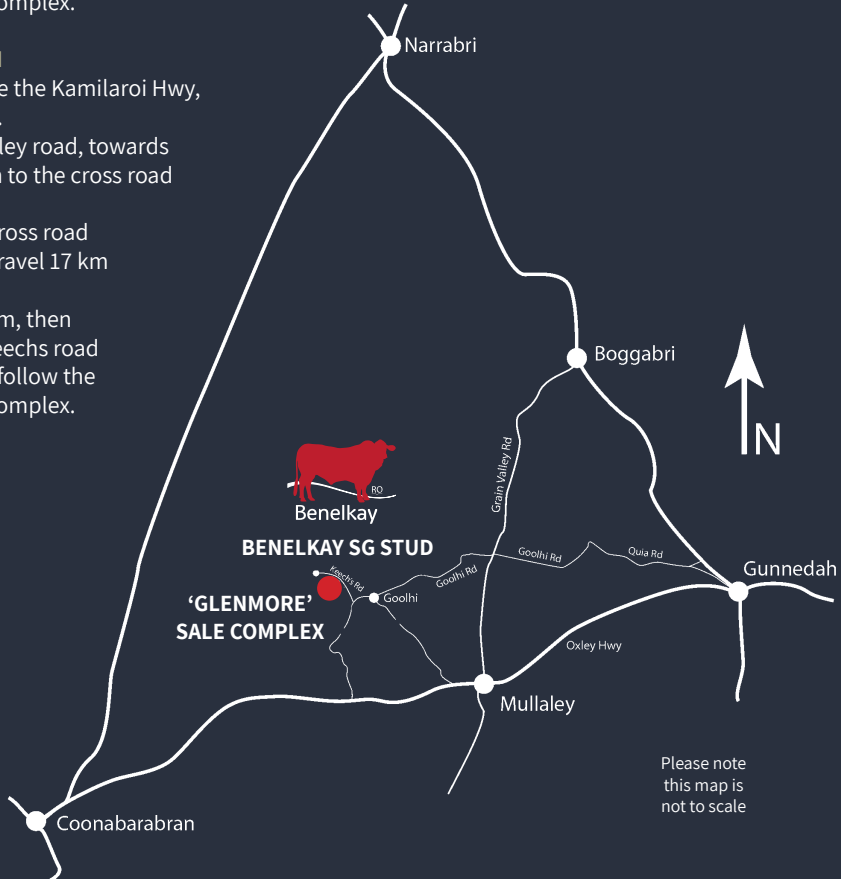 omplex.
e the Kamilaroi Hwy,
ley road, towards
to the cross road
ross road
ravel 17 km
m, then
eechs road
follow the
omplex.
Narrabri
Boggabri
N
Grain Valley Rd
RO
Benelkay
BENELKAY SG STUD
Keech's Rd
‘GLENMORE’
SALE COMPLEX
Goolhi
Goolhi Rd
Goolhi Rd
Quia Rd
Gunnedah
Oxley Hwy
Mullaley
Please note
this map is
not to scale
Coonabarabran